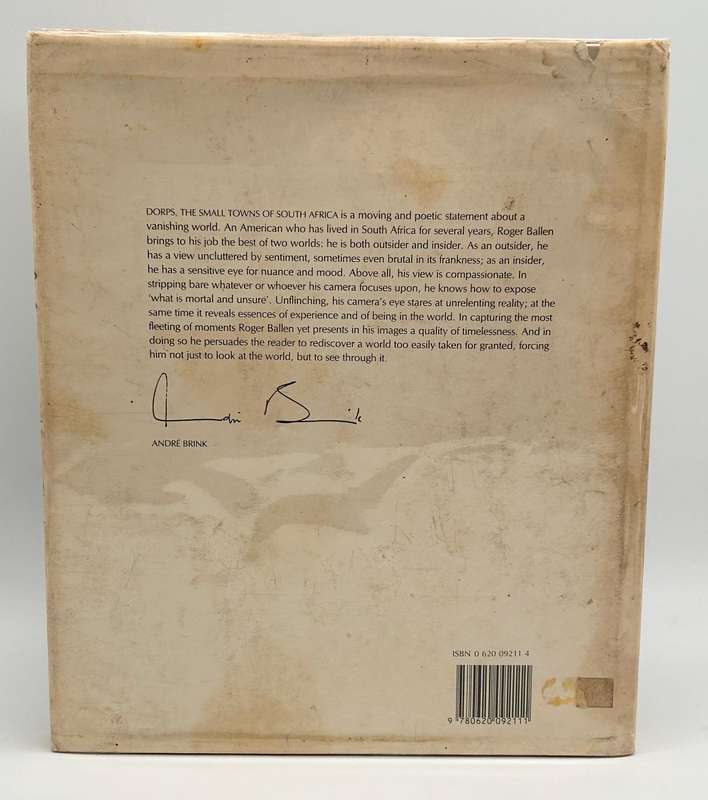 DORPS, THE SMALL TOWNS OF SOUTH AFRICA is a moving and poetic statement about a
vanishing world. An American who has lived in South Africa for several years, Roger Ballen
brings to his job the best of two worlds: he is both outsider and insider. As an outsider, he
has a view uncluttered by sentiment, sometimes even brutal in its frankness; as an insider,
he has a sensitive eye for nuance and mood. Above all, his view is compassionate. In
stripping bare whatever or whoever his camera focuses upon, he knows how to expose
‘what is mortal and unsure’. Unflinching, his camera’s eye stares at unrelenting reality; at the
same time it reveals essences of experience and of being in the world. In capturing the most
fleeting of moments Roger Ballen yet presents in his images a quality of timelessness. And in
doing so he persuades the reader to rediscover a world too easily taken for granted, forcing
him not just to look at the world, but to see through it.
André Brink
ANDRÉ BRINK
ISBN 0 620 09211 4
9 780620 092111